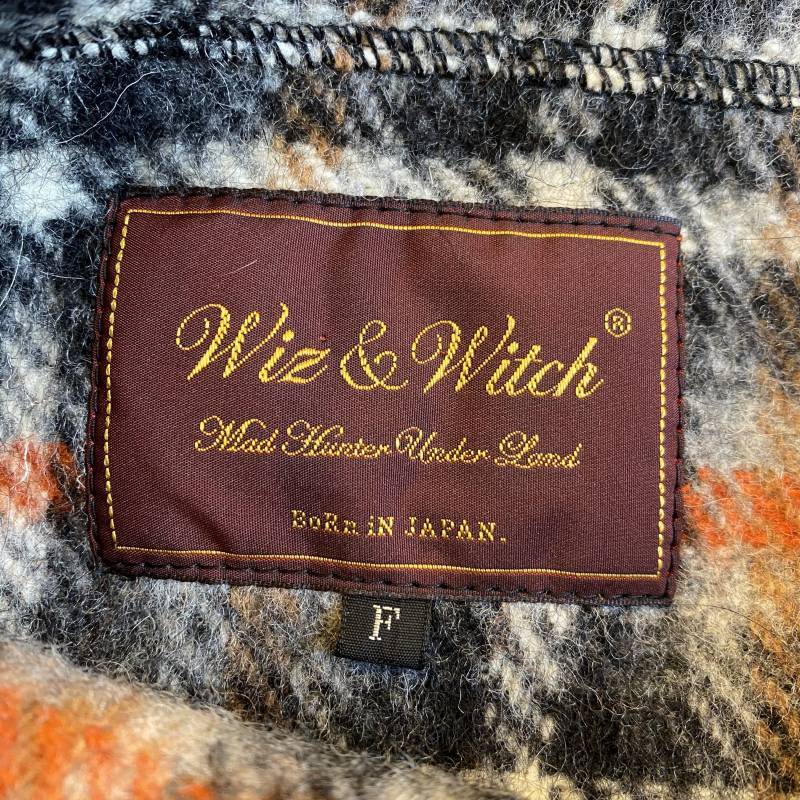 Wiz & Witch ®
Mad Hunter Under Land
BoRn iN JAPAN.
F